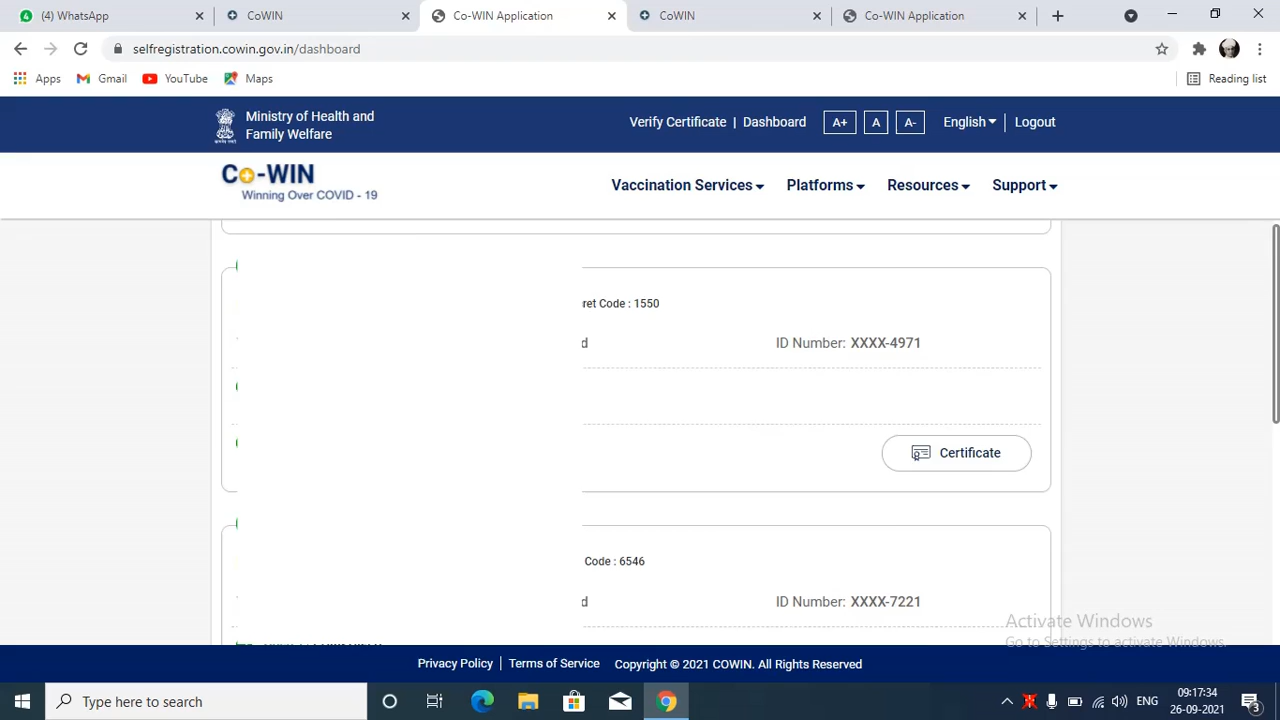 (4) WhatsApp
CoWIN
Co-WIN Application
CoWIN
Co-WIN Application
selfregistration.cowin.gov.in/dashboard
Apps
Gmail
YouTube
Maps
Reading list
Ministry of Health and
Family Welfare
Verify Certificate | Dashboard
A+
A
A-
English
Logout
Co-WIN
Winning Over COVID - 19
Vaccination Services
Platforms
Resources
Support
ret Code : 1550
d
ID Number: XXXX-4971
Certificate
Code : 6546
d
ID Number: XXXX-7221
Activate Windows
Go to Settings to activate Windows.
Privacy Policy | Terms of Service
Copyright © 2021 COWIN. All Rights Reserved
Type here to search
ENG
09:17:34
26-09-2021
3